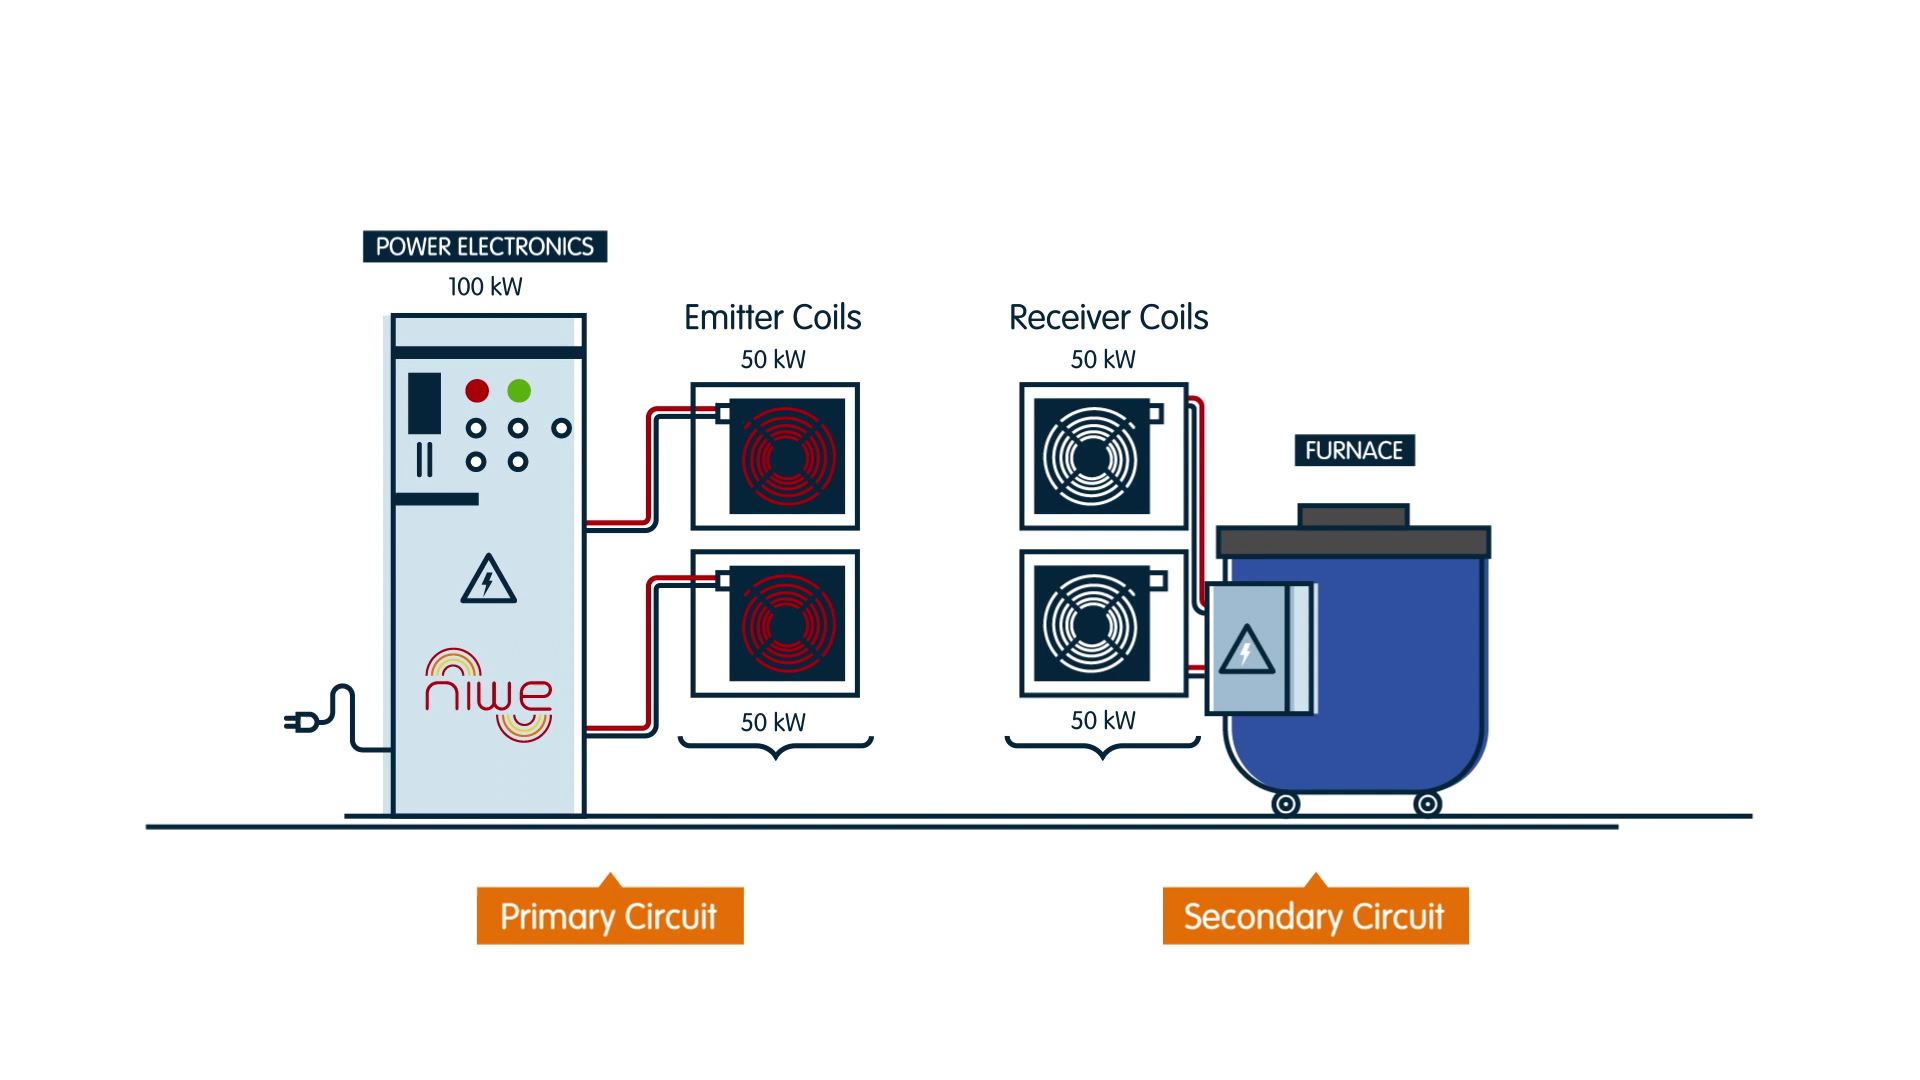 POWER ELECTRONICS
100 kW
Emitter Coils
50 kW
50 kW
Receiver Coils
50 kW
50 kW
FURNACE
niwe
Primary Circuit
Secondary Circuit